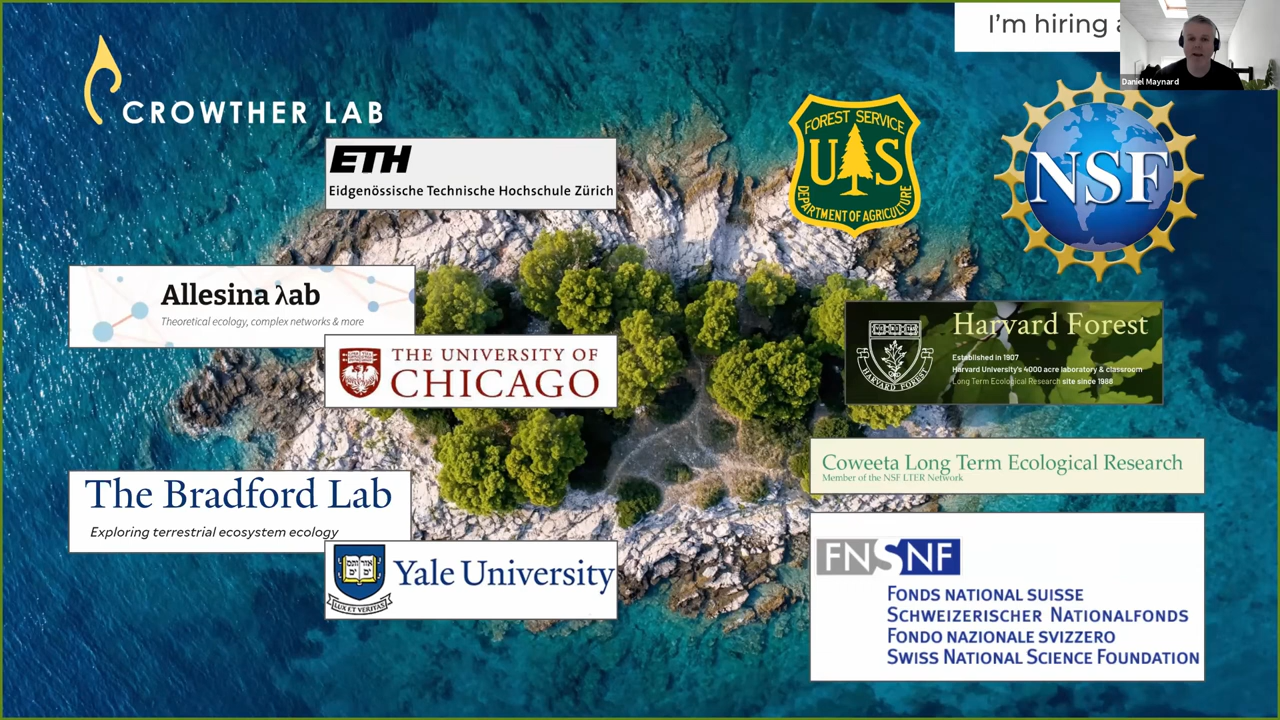 I'm hiring
Daniel Maynard
CROWTHER LAB
ETH
Eidgenössische Technische Hochschule Zürich
FOREST SERVICE
U S
DEPARTMENT OF AGRICULTURE
NSF
Allesina λab
Theoretical ecology, complex networks & more
THE UNIVERSITY OF
CHICAGO
Harvard Forest
Established in 1907
Harvard University's 4000 acre laboratory & classroom
Long Term Ecological Research site since 1988
HARVARD FOREST
The Bradford Lab
Exploring terrestrial ecosystem ecology
Yale University
LUX ET VERITAS
Coweeta Long Term Ecological Research
Member of the NSF LTER Network
FNSNF
FONDS NATIONAL SUISSE
SCHWEIZERISCHER NATIONALFONDS
FONDO NAZIONALE SVIZZERO
SWISS NATIONAL SCIENCE FOUNDATION